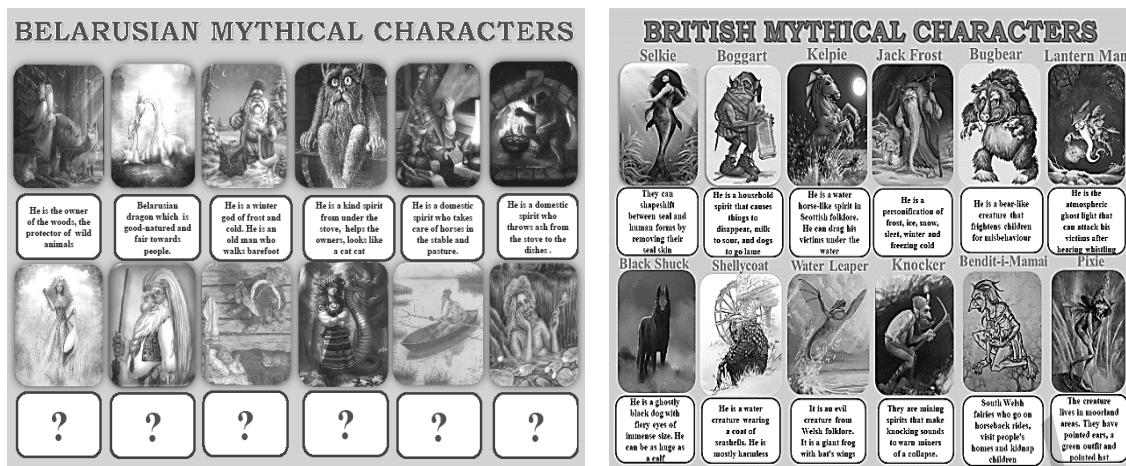 BELARUSIAN MYTHICAL CHARACTERS
He is the owner
of the woods, the
protector of wild
animals
Belarusian
dragon which is
good-natured and
fair towards
people.
He is a winter
god of frost and
cold. He is an
old man who
walks barefoot
He is a kind spirit
from under the
stove, helps the
owners, looks like
a cat cat
He is a domestic
spirit who takes
care of horses in
the stable and
pasture.
He is a domestic
spirit who
throws ash from
the stove to the
dishes .
?
?
?
?
?
?
BRITISH MYTHICAL CHARACTERS
Selkie
Boggart
Kelpie
Jack Frost
Bugbear
Lantern Man
They can
shapeshift
between seal and
human forms by
removing their
seal skin
He is a household
spirit that causes
things to
disappear, milk
to sour, and dogs
to go lame
He is a water
horse-like spirit in
Scottish folklore.
He can drag his
victims under the
water
He is a
personification of
frost, ice, snow,
sleet, winter and
freezing cold
He is a bear-like
creature that
frightens children
for misbehaviour
He is the
atmospheric
ghost light that
can attack his
victims after
hearing whistling
Black Shuck
Shellycoat
Water Leaper
Knocker
Bendit-i-Mamai
Pixie
He is a ghostly
black dog with
fiery eyes of
immense size. He
can be as huge as
a calf
He is a water
creature wearing
a coat of
seashells. He is
mostly harmless
It is an evil
creature from
Welsh folklore.
It is a giant frog
with bat's wings
They are mining
spirits that make
knocking sounds
to warn miners
of a collapse.
South Welsh
fairies who go on
horseback rides,
visit people's
homes and kidnap
children
The creature
lives in moorland
areas. They have
pointed ears, a
green outfit and
pointed hat